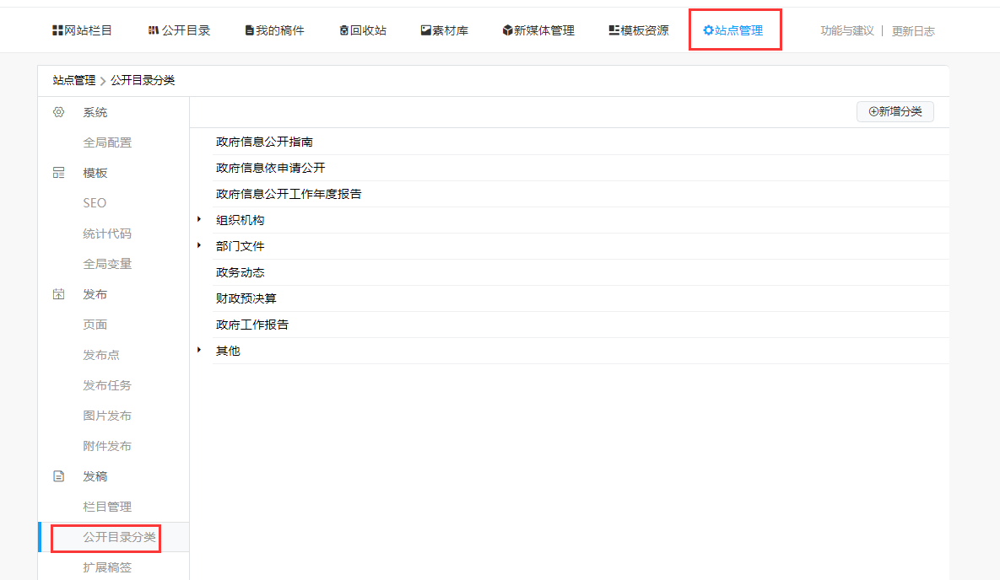 网站栏目 公开目录 我的稿件 回收站 素材库 新媒体管理 模板资源 站点管理 功能与建议 | 更新日志
站点管理 > 公开目录分类
新增分类
系统
全局配置
模板
SEO
统计代码
全局变量
发布
页面
发布点
发布任务
图片发布
附件发布
发稿
栏目管理
公开目录分类
扩展稿签
政府信息公开指南
政府信息依申请公开
政府信息公开工作年度报告
组织机构
部门文件
政务动态
财政预决算
政府工作报告
其他